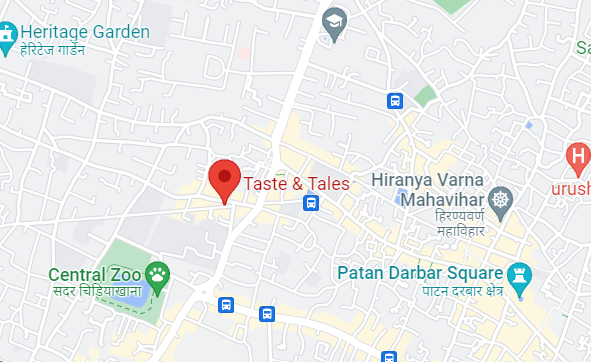 Heritage Garden
हेरिटेज गार्डेन
Sa
H
urush
Taste & Tales
Hiranya Varna
Mahavihar
हिरण्यवर्ण
महाविहार
Central Zoo
सदर चिडियाखाना
Patan Darbar Square
पाटन दरबार क्षेत्र